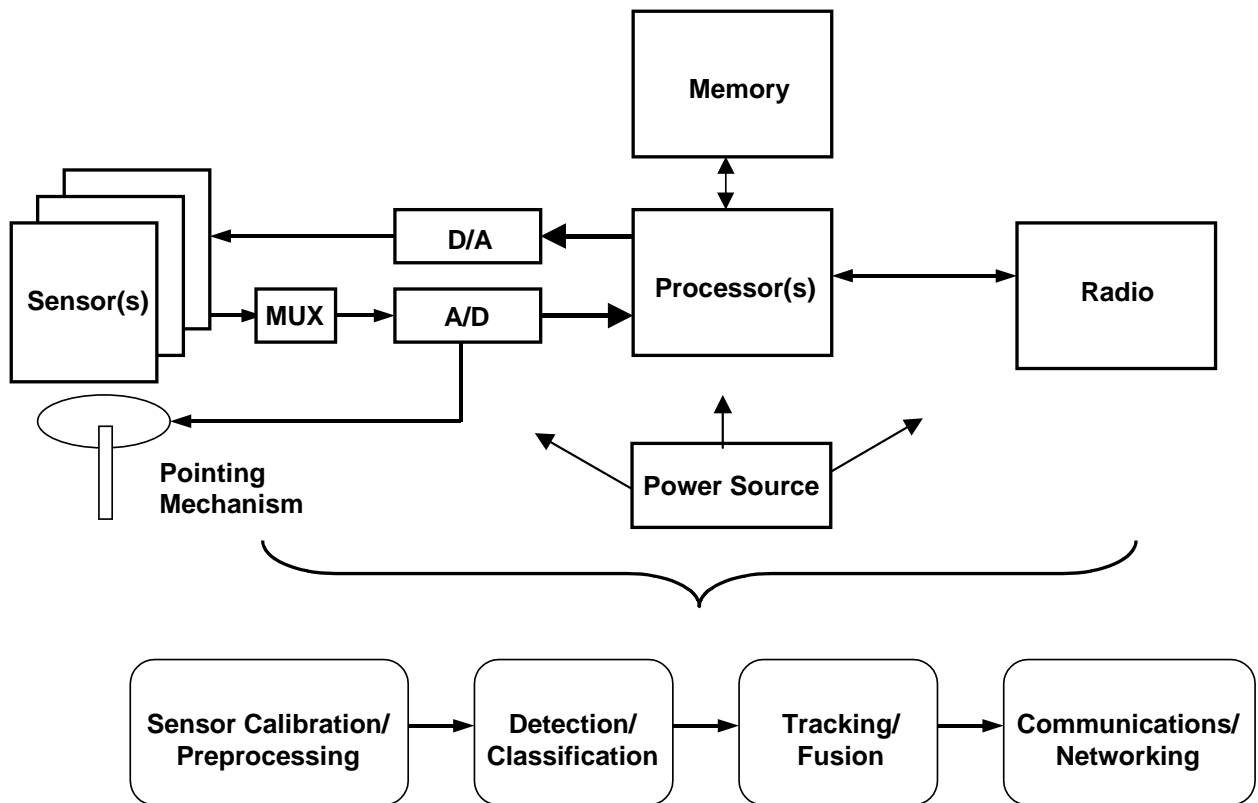 Memory
D/A
Sensor(s)
MUX
A/D
Processor(s)
Radio
Pointing
Mechanism
Power Source
Sensor Calibration/
Preprocessing
Detection/
Classification
Tracking/
Fusion
Communications/
Networking